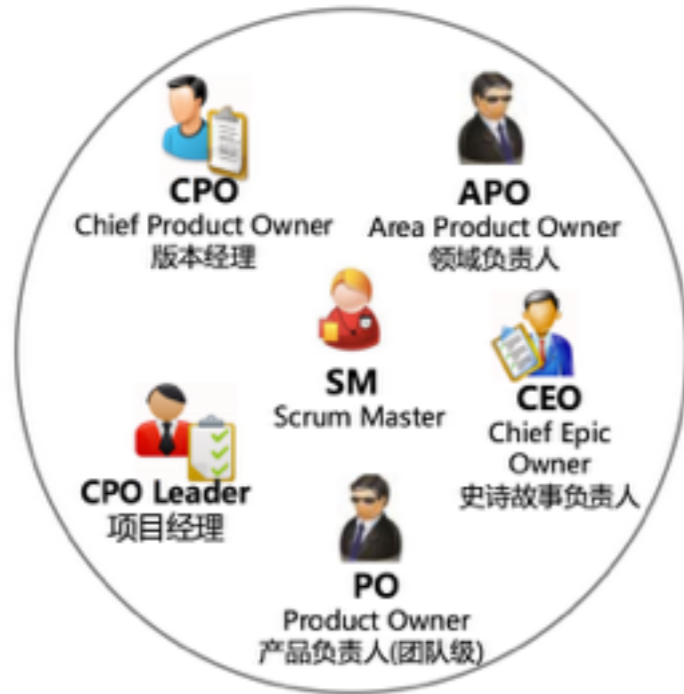 CPO
Chief Product Owner
版本经理
APO
Area Product Owner
领域负责人
SM
Scrum Master
CEO
Chief Epic
Owner
史诗故事负责人
CPO Leader
项目经理
PO
Product Owner
产品负责人(团队级)